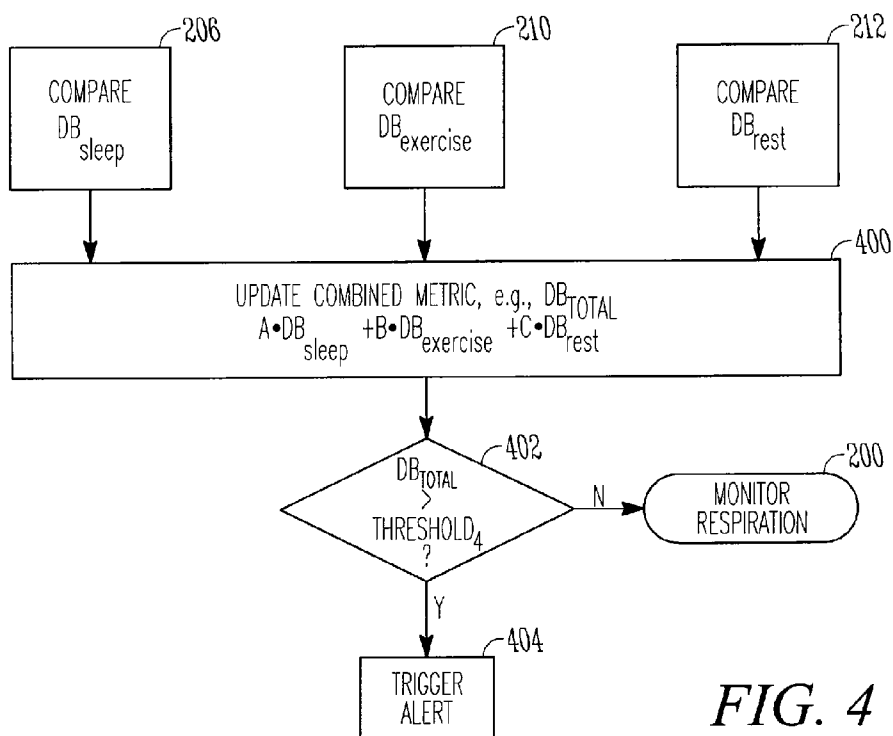 206
210
212
COMPARE
DB sleep
COMPARE
DB exercise
COMPARE
DB rest
400
UPDATE COMBINED METRIC, e.g., DB TOTAL
A•DB sleep +B•DB exercise +C•DB rest
402
DB TOTAL
>
THRESHOLD 4
?
N
200
MONITOR
RESPIRATION
Y
404
TRIGGER
ALERT
FIG. 4